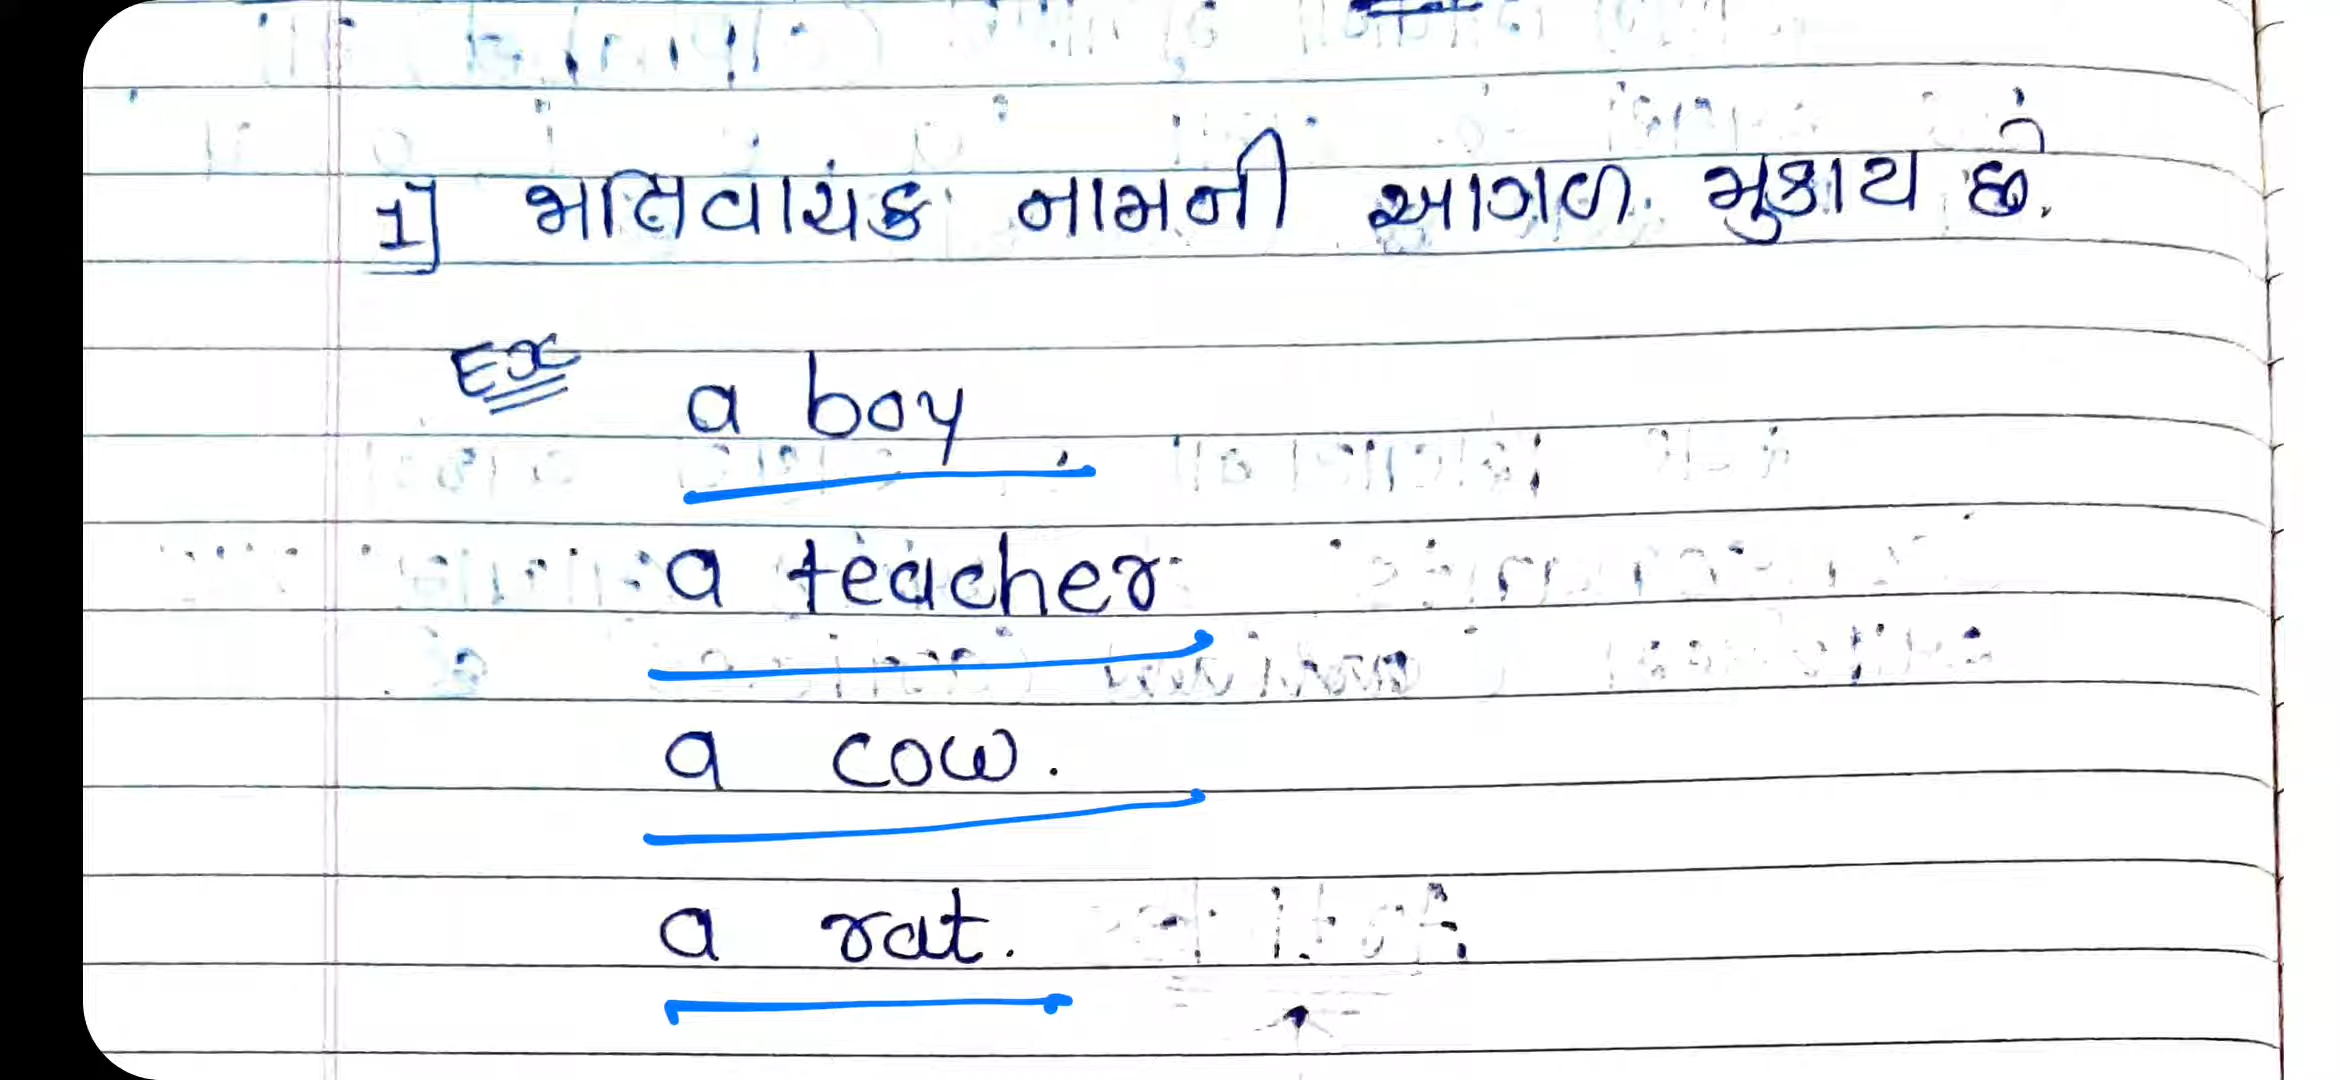 1] જાતિવાચક નામની આગળ મુકાય છે.
Ex a boy
a teacher
a cow.
a rat.